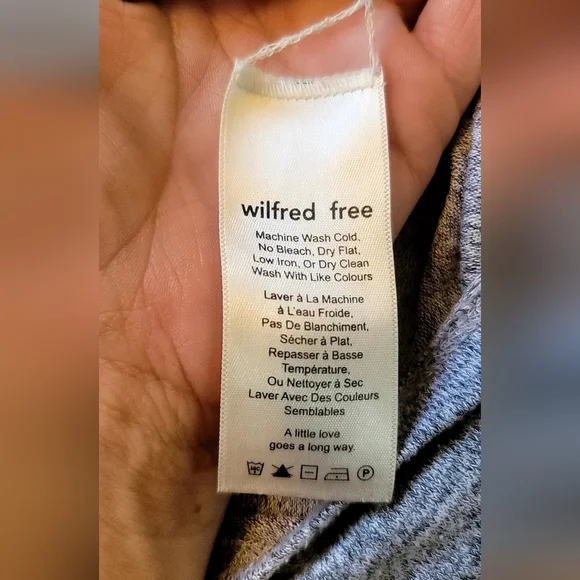 wilfred free
Machine Wash Cold,
No Bleach, Dry Flat,
Low Iron, Or Dry Clean
Wash With Like Colours
Laver à La Machine
à L'eau Froide,
Pas De Blanchiment,
Sécher à Plat,
Repasser à Basse
Température,
Ou Nettoyer à Sec
Laver Avec Des Couleurs
Semblables
A little love
goes a long way.
P